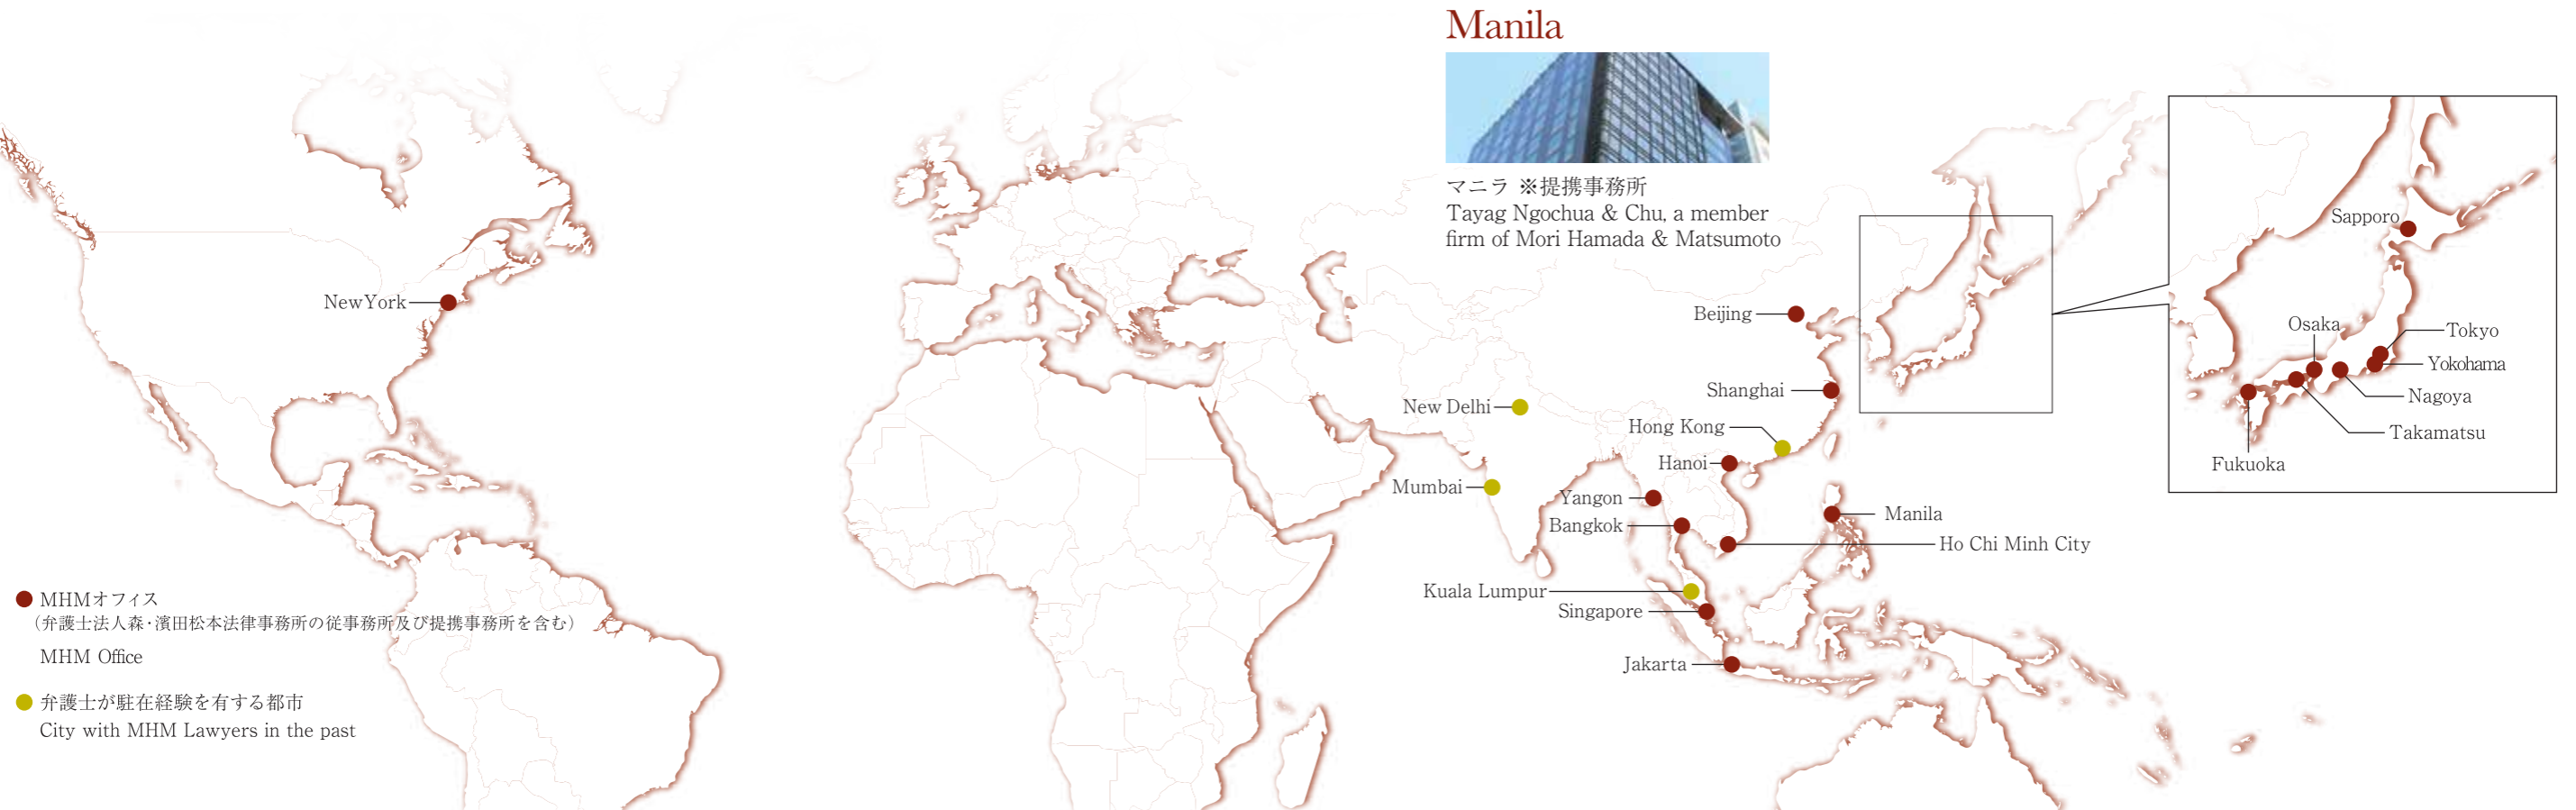 Manila
マニラ ※提携事務所
Tayag Ngochua & Chu, a member
firm of Mori Hamada & Matsumoto
NewYork
Beijing
Shanghai
New Delhi
Hong Kong
Hanoi
Mumbai
Yangon
Bangkok
Manila
Ho Chi Minh City
Kuala Lumpur
Singapore
Jakarta
Sapporo
Osaka
Tokyo
Yokohama
Nagoya
Takamatsu
Fukuoka
MHMオフィス
（弁護士法人森・濱田松本法律事務所の従事務所及び提携事務所を含む）
MHM Office
弁護士が駐在経験を有する都市
City with MHM Lawyers in the past